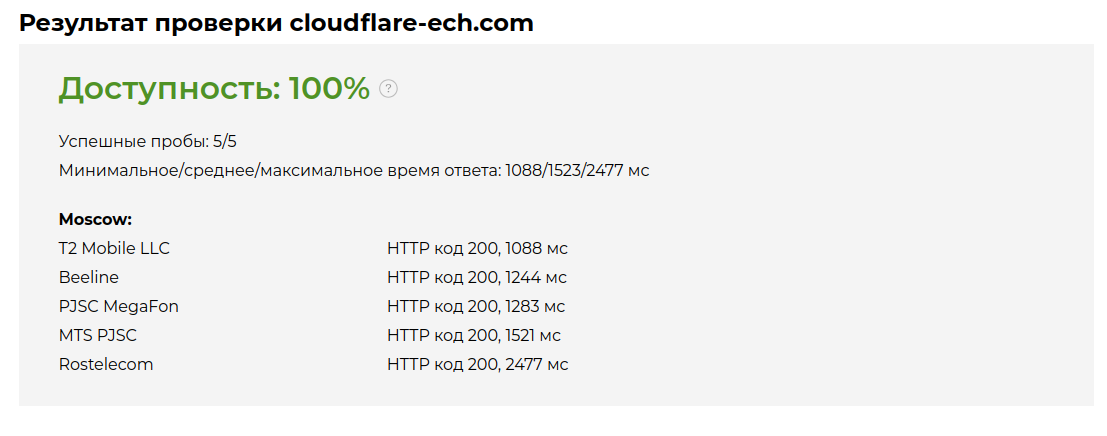 Результат проверки cloudflare-ech.com
Доступность: 100% ?
Успешные пробы: 5/5
Минимальное/среднее/максимальное время ответа: 1088/1523/2477 мс
Moscow:
T2 Mobile LLC HTTP код 200, 1088 мс
Beeline HTTP код 200, 1244 мс
PJSC MegaFon HTTP код 200, 1283 мс
MTS PJSC HTTP код 200, 1521 мс
Rostelecom HTTP код 200, 2477 мс